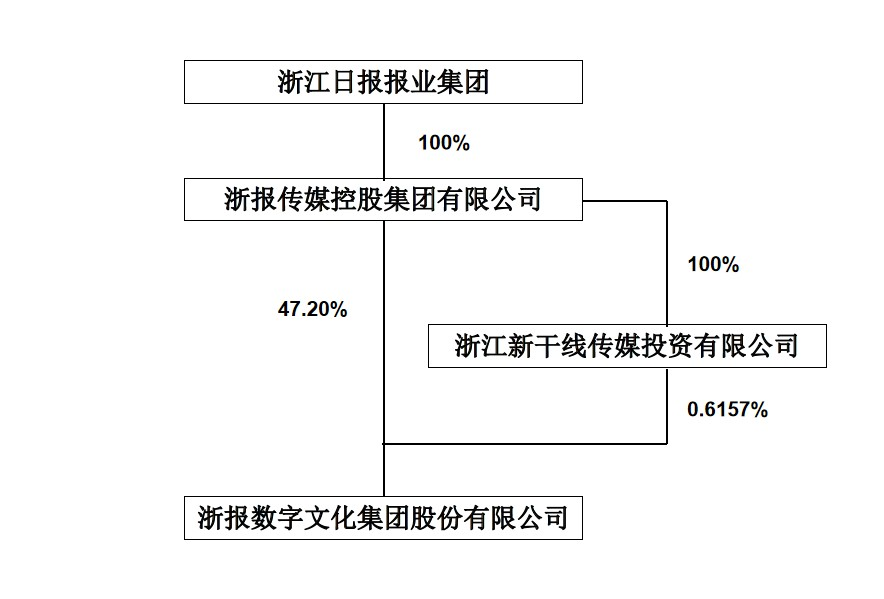 浙江日报报业集团
100%
浙报传媒控股集团有限公司
100%
47.20%
浙江新干线传媒投资有限公司
0.6157%
浙报数字文化集团股份有限公司